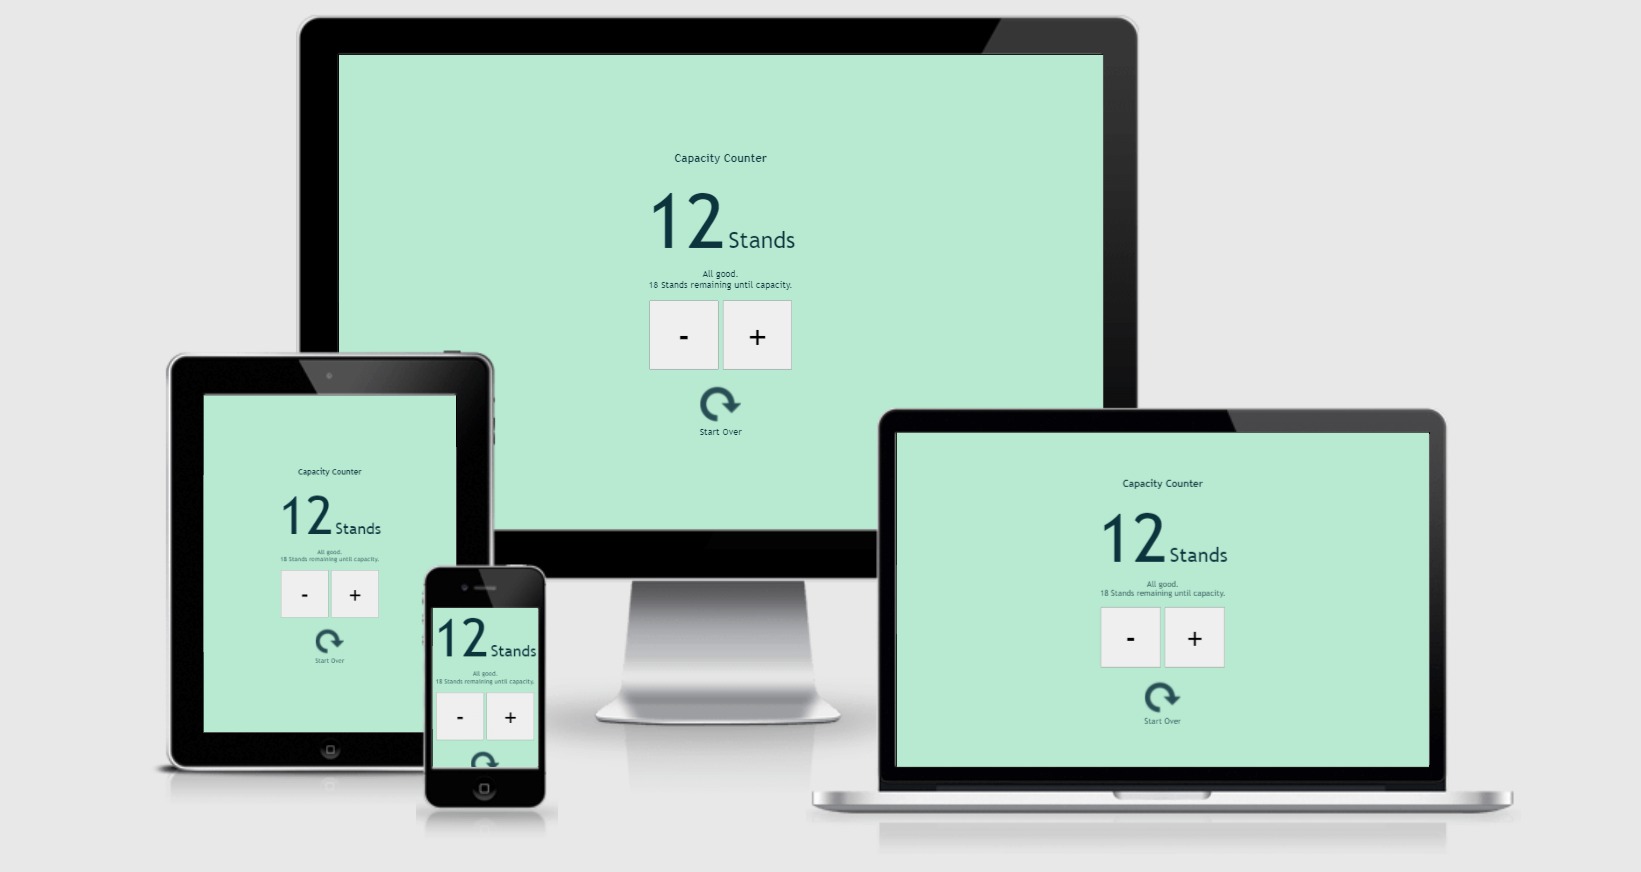 Capacity Counter
12 Stands
All good.
18 Stands remaining until capacity.
- +
Start Over
Capacity Counter
12 Stands
All good.
18 Stands remaining until capacity.
- +
Start Over
12 Stands
All good.
18 Stands remaining until capacity.
- +
Capacity Counter
12 Stands
All good.
18 Stands remaining until capacity.
- +
Start Over